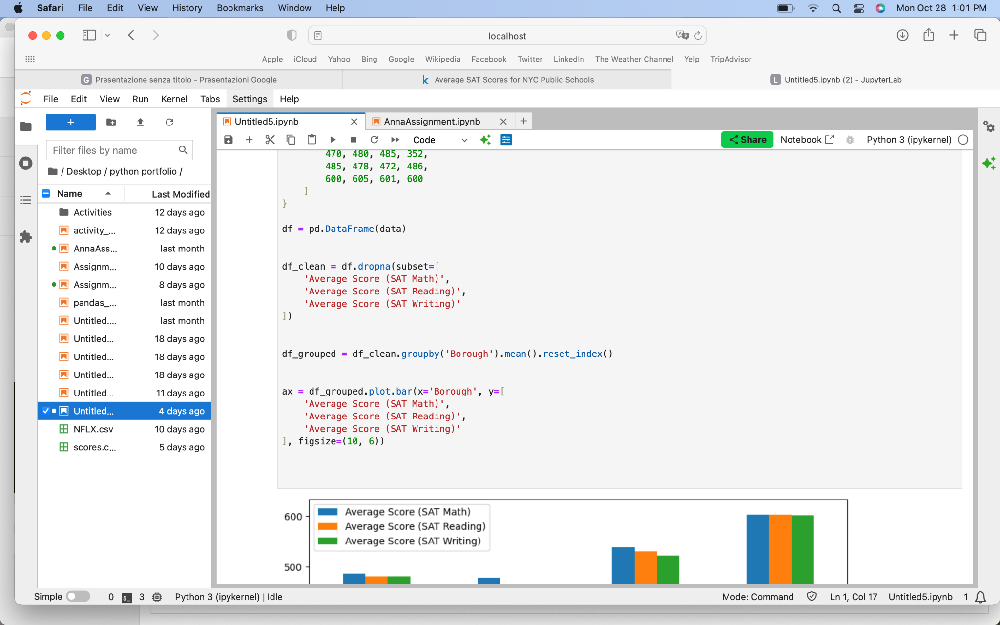 Safari File Edit View History Bookmarks Window Help Mon Oct 28 1:01 PM
localhost
Apple iCloud Yahoo Bing Google Wikipedia Facebook Twitter LinkedIn The Weather Channel Yelp TripAdvisor
G Presentazione senza titolo - Presentazioni Google
k Average SAT Scores for NYC Public Schools
L Untitled5.ipynb (2) - JupyterLab
File Edit View Run Kernel Tabs Settings Help
Untitled5.ipynb
AnnaAssignment.ipynb
Code
Share
Notebook
Python 3 (ipykernel)
Filter files by name
/ Desktop / python portfolio /
Name Last Modified
Activities 12 days ago
activity_... 12 days ago
AnnaAss... last month
Assignm... 10 days ago
Assignm... 8 days ago
pandas_... last month
Untitled.... last month
Untitled... 18 days ago
Untitled... 18 days ago
Untitled... 18 days ago
Untitled... 11 days ago
Untitled... 4 days ago
NFLX.csv 10 days ago
scores.c... 5 days ago
470, 480, 485, 352,
485, 478, 472, 486,
600, 605, 601, 600
]
}
df = pd.DataFrame(data)
df_clean = df.dropna(subset=[
'Average Score (SAT Math)',
'Average Score (SAT Reading)',
'Average Score (SAT Writing)'
])
df_grouped = df_clean.groupby('Borough').mean().reset_index()
ax = df_grouped.plot.bar(x='Borough', y=[
'Average Score (SAT Math)',
'Average Score (SAT Reading)',
'Average Score (SAT Writing)'
], figsize=(10, 6))
Average Score (SAT Math)
Average Score (SAT Reading)
Average Score (SAT Writing)
600
500
Simple 0 $_ 3 Python 3 (ipykernel) | Idle Mode: Command Ln 1, Col 17 Untitled5.ipynb 1